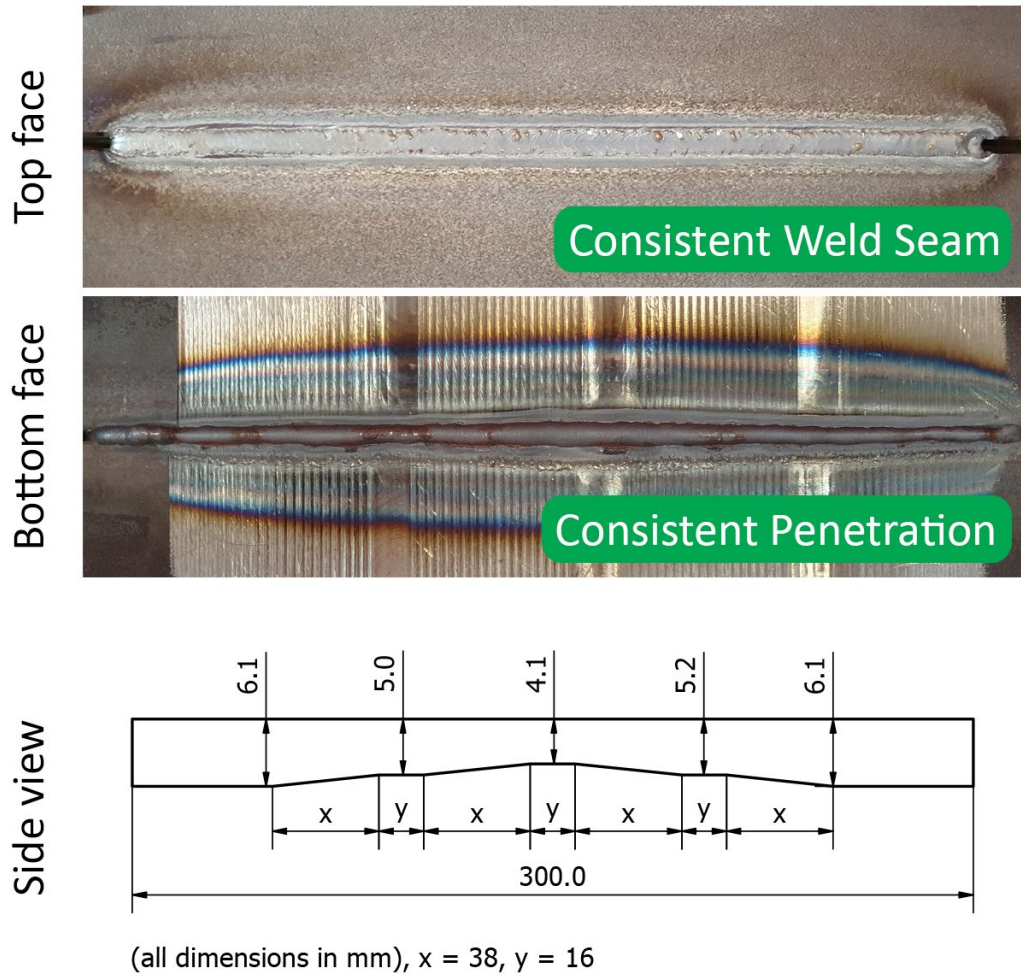 Top face
Consistent Weld Seam
Bottom face
Consistent Penetration
Side view
6.1
5.0
4.1
5.2
6.1
x
y
x
y
x
y
x
300.0
(all dimensions in mm), x = 38, y = 16